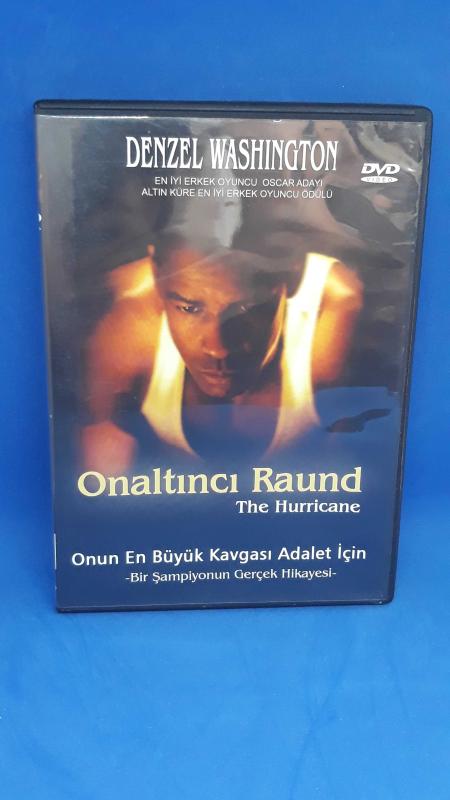 DENZEL WASHINGTON
EN İYİ ERKEK OYUNCU OSCAR ADAYI
ALTIN KÜRE EN İYİ ERKEK OYUNCU ÖDÜLÜ
DVD
VIDEO
Onaltıncı Raund
The Hurricane
Onun En Büyük Kavgası Adalet İçin
-Bir Şampiyonun Gerçek Hikayesi-